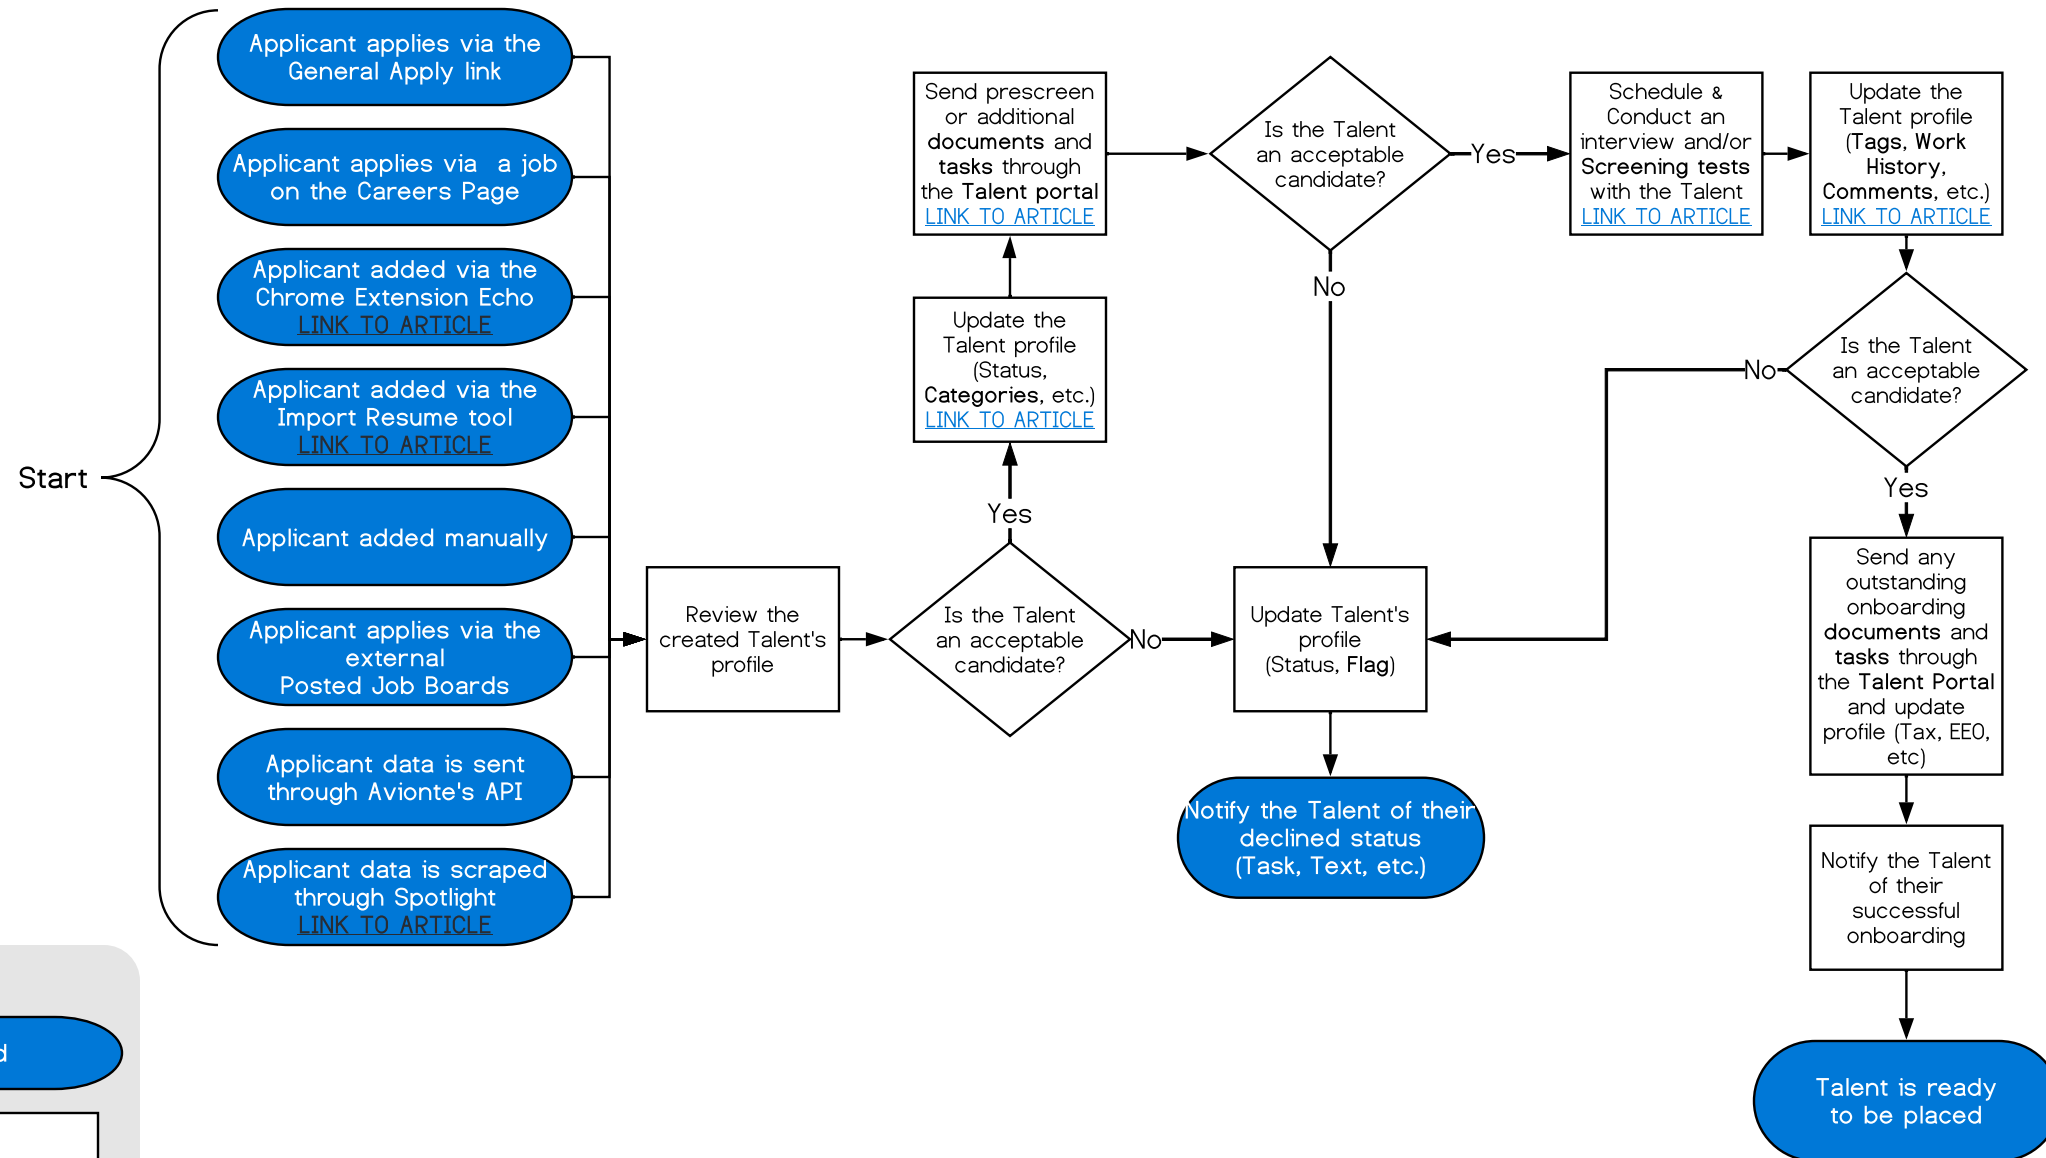 Start
Applicant applies via the
General Apply link
Applicant applies via  a job
on the Careers Page
Applicant added via the
Chrome Extension Echo
LINK TO ARTICLE
Applicant added via the
Import Resume tool
LINK TO ARTICLE
Applicant added manually
Applicant applies via the
external
Posted Job Boards
Applicant data is sent
through Avionte's API
Applicant data is scraped
through Spotlight
LINK TO ARTICLE
Review the
created Talent's
profile
Is the Talent
an acceptable
candidate?
Yes
No
Update the
Talent profile
(Status,
Categories, etc.)
LINK TO ARTICLE
Send prescreen
or additional
documents and
tasks through
the Talent portal
LINK TO ARTICLE
Is the Talent
an acceptable
candidate?
Yes
No
Update Talent's
profile
(Status, Flag)
Notify the Talent of their
declined status
(Task, Text, etc.)
Schedule &
Conduct an
interview and/or
Screening tests
with the Talent
LINK TO ARTICLE
Update the
Talent profile
(Tags, Work
History,
Comments, etc.)
LINK TO ARTICLE
Is the Talent
an acceptable
candidate?
No
Yes
Send any
outstanding
onboarding
documents and
tasks through
the Talent Portal
and update
profile (Tax, EEO,
etc)
Notify the Talent
of their
successful
onboarding
Talent is ready
to be placed